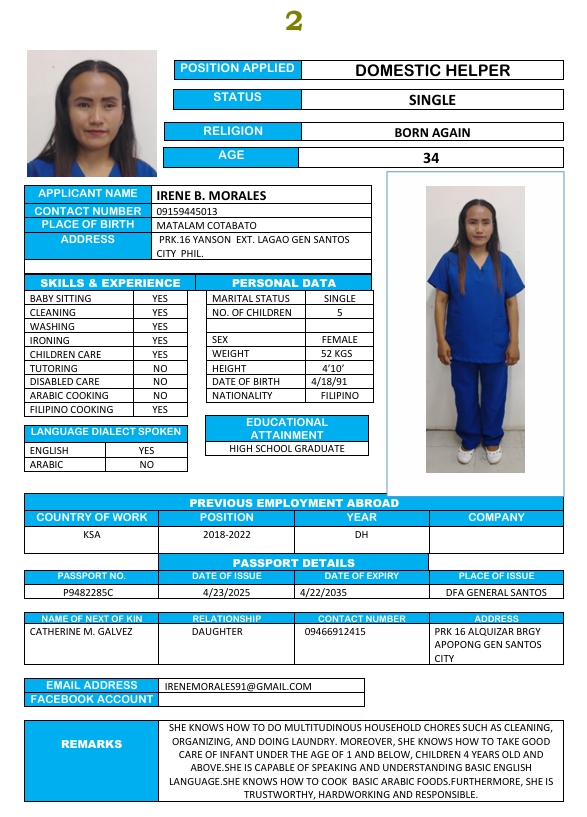 2
POSITION APPLIED DOMESTIC HELPER
STATUS SINGLE
RELIGION BORN AGAIN
AGE 34
APPLICANT NAME IRENE B. MORALES
CONTACT NUMBER 09159445013
PLACE OF BIRTH MATALAM COTABATO
ADDRESS PRK.16 YANSON EXT. LAGAO GEN SANTOS
CITY PHIL.
SKILLS & EXPERIENCE PERSONAL DATA
BABY SITTING YES MARITAL STATUS SINGLE
CLEANING YES NO. OF CHILDREN 5
WASHING YES
IRONING YES SEX FEMALE
CHILDREN CARE YES WEIGHT 52 KGS
TUTORING NO HEIGHT 4'10'
DISABLED CARE NO DATE OF BIRTH 4/18/91
ARABIC COOKING NO NATIONALITY FILIPINO
FILIPINO COOKING YES
LANGUAGE DIALECT SPOKEN
ENGLISH YES
ARABIC NO
EDUCATIONAL
ATTAINMENT
HIGH SCHOOL GRADUATE
PREVIOUS EMPLOYMENT ABROAD
COUNTRY OF WORK POSITION YEAR COMPANY
KSA 2018-2022 DH
PASSPORT DETAILS
PASSPORT NO. DATE OF ISSUE DATE OF EXPIRY PLACE OF ISSUE
P9482285C 4/23/2025 4/22/2035 DFA GENERAL SANTOS
NAME OF NEXT OF KIN RELATIONSHIP CONTACT NUMBER ADDRESS
CATHERINE M. GALVEZ DAUGHTER 09466912415 PRK 16 ALQUIZAR BRGY
APOPONG GEN SANTOS
CITY
EMAIL ADDRESS IRENEMORALES91@GMAIL.COM
FACEBOOK ACCOUNT
REMARKS
SHE KNOWS HOW TO DO MULTITUDINOUS HOUSEHOLD CHORES SUCH AS CLEANING,
ORGANIZING, AND DOING LAUNDRY. MOREOVER, SHE KNOWS HOW TO TAKE GOOD
CARE OF INFANT UNDER THE AGE OF 1 AND BELOW, CHILDREN 4 YEARS OLD AND
ABOVE.SHE IS CAPABLE OF SPEAKING AND UNDERSTANDING BASIC ENGLISH
LANGUAGE.SHE KNOWS HOW TO COOK BASIC ARABIC FOODS.FURTHERMORE, SHE IS
TRUSTWORTHY, HARDWORKING AND RESPONSIBLE.